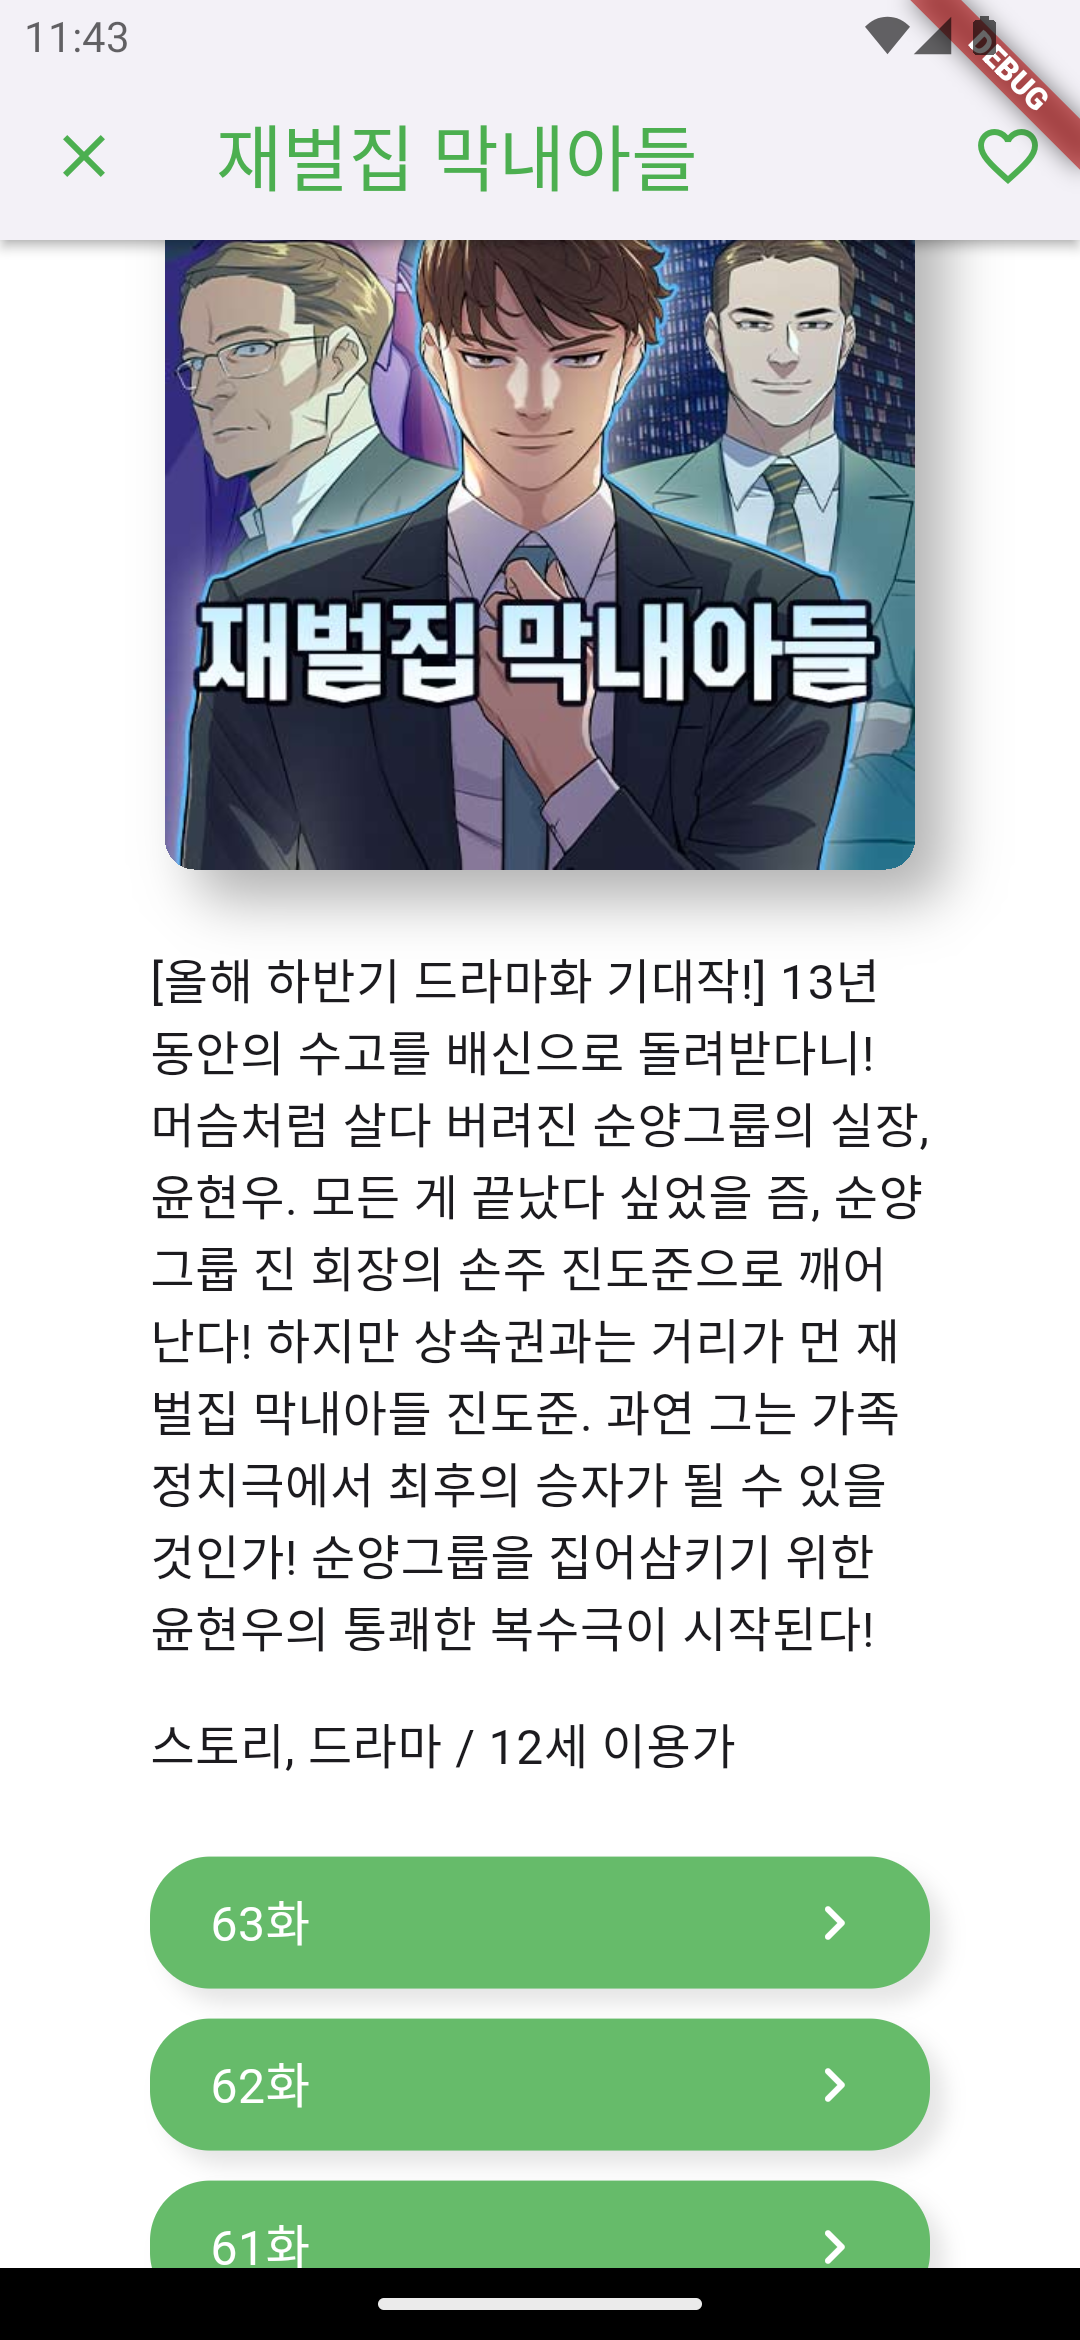 11:43
DEBUG
재벌집 막내아들
재벌집 막내아들
[올해 하반기 드라마화 기대작!] 13년
동안의 수고를 배신으로 돌려받다니!
머슴처럼 살다 버려진 순양그룹의 실장,
윤현우. 모든 게 끝났다 싶었을 즘, 순양
그룹 진 회장의 손주 진도준으로 깨어
난다! 하지만 상속권과는 거리가 먼 재
벌집 막내아들 진도준. 과연 그는 가족
정치극에서 최후의 승자가 될 수 있을
것인가! 순양그룹을 집어삼키기 위한
윤현우의 통쾌한 복수극이 시작된다!
스토리, 드라마 / 12세 이용가
63화
62화
61화